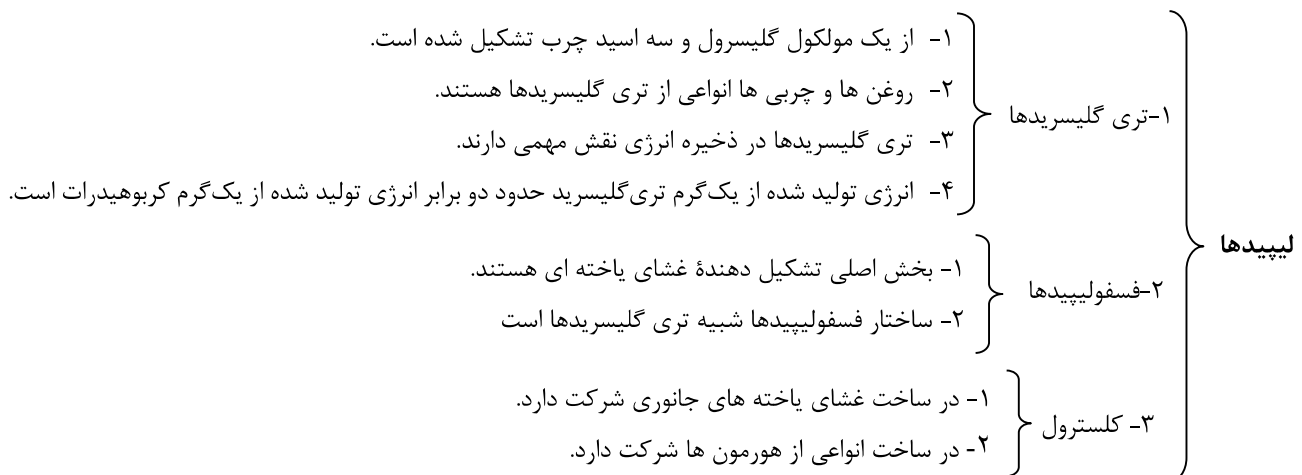 لیپیدها
۱-تری گلیسریدها
۱- از یک مولکول گلیسرول و سه اسید چرب تشکیل شده است.
۲- روغن ها و چربی ها انواعی از تری گلیسریدها هستند.
۳- تری گلیسریدها در ذخیره انرژی نقش مهمی دارند.
۴- انرژی تولید شده از یک‌گرم تری‌گلیسرید حدود دو برابر انرژی تولید شده از یک‌گرم کربوهیدرات است.
۲-فسفولیپیدها
۱- بخش اصلی تشکیل دهندهٔ غشای یاخته ای هستند.
۲- ساختار فسفولیپیدها شبیه تری گلیسریدها است
۳- کلسترول
۱- در ساخت غشای یاخته های جانوری شرکت دارد.
۲- در ساخت انواعی از هورمون ها شرکت دارد.